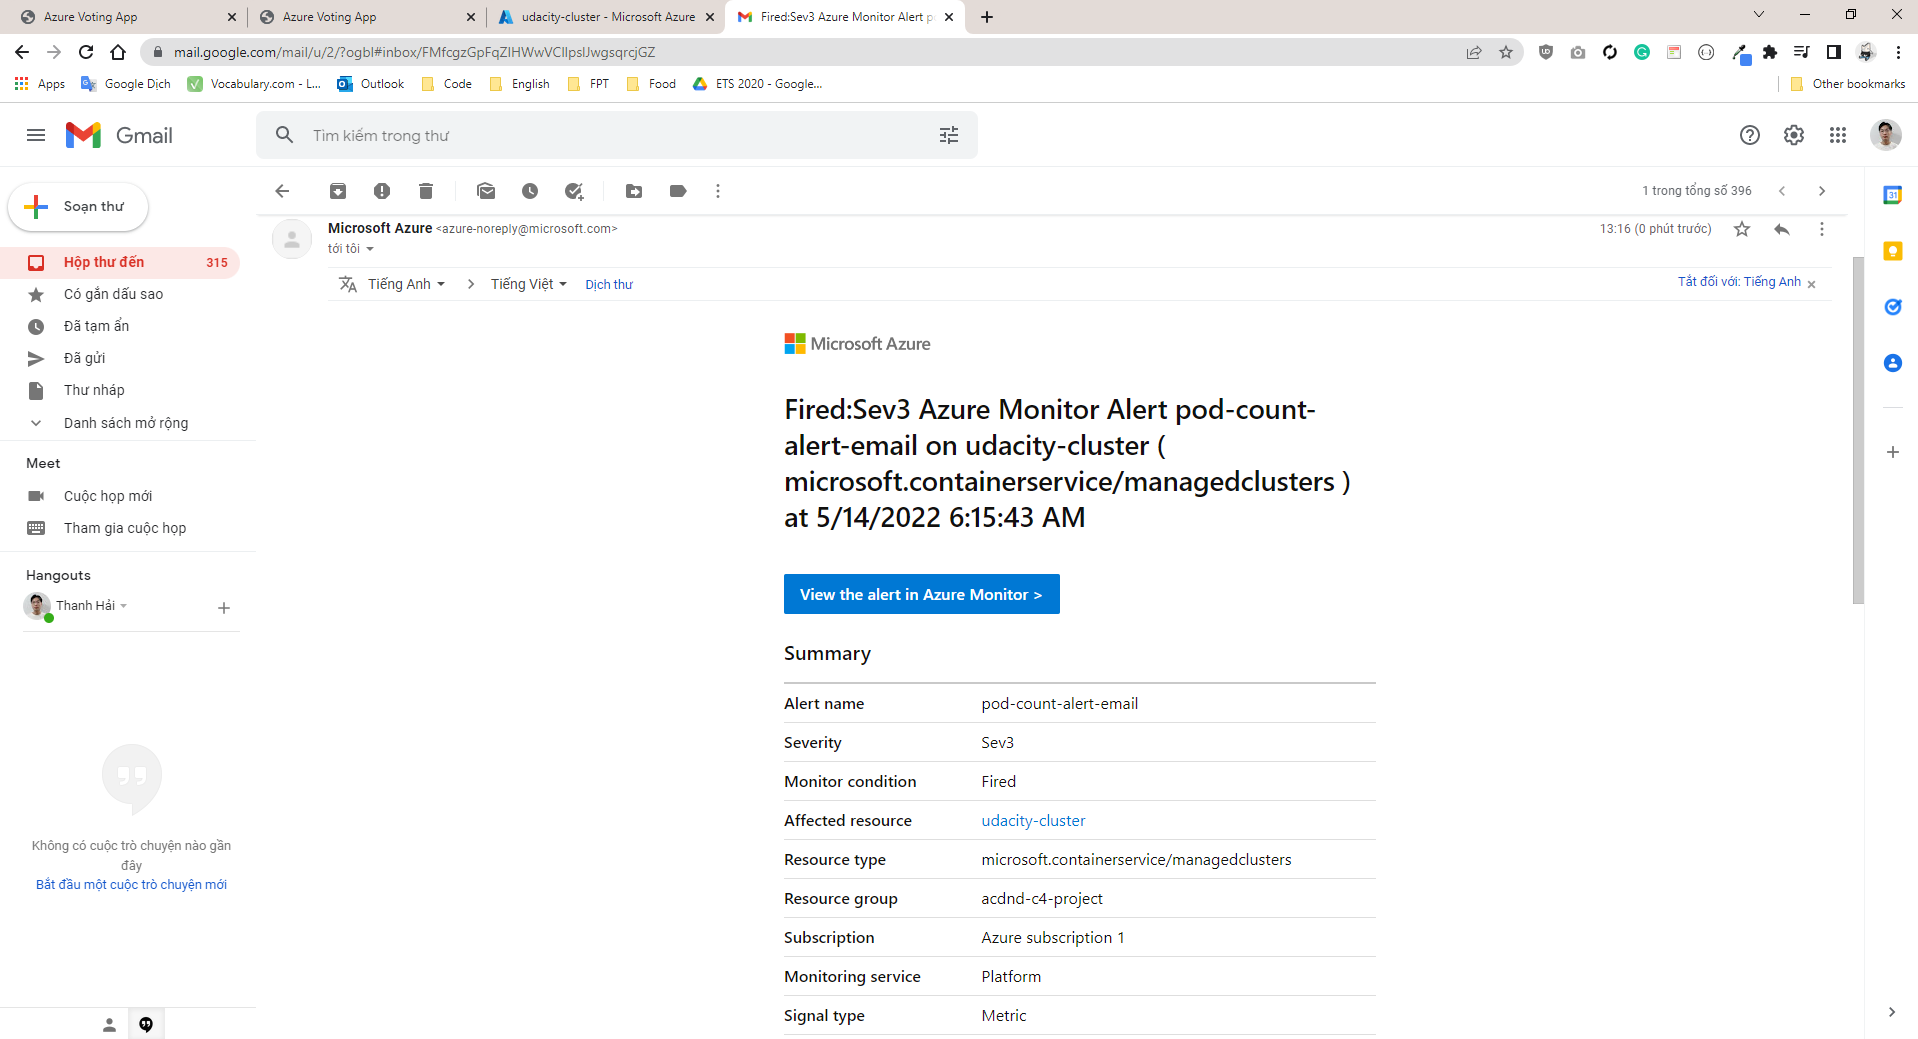 Azure Voting App
Azure Voting App
udacity-cluster - Microsoft Azure
Fired:Sev3 Azure Monitor Alert p
mail.google.com/mail/u/2/?ogbl#inbox/FMfcgzGpFqZIHWwVCllpslJwgsqrcjGZ
Apps
Google Dịch
Vocabulary.com - L...
Outlook
Code
English
FPT
Food
ETS 2020 - Google...
Other bookmarks
Gmail
Tìm kiếm trong thư
Soạn thư
1 trong tổng số 396
31
Hộp thư đến 315
Có gắn dấu sao
Đã tạm ẩn
Đã gửi
Thư nháp
Danh sách mở rộng
Meet
Cuộc họp mới
Tham gia cuộc họp
Hangouts
Thanh Hải
Không có cuộc trò chuyện nào gần
đây
Bắt đầu một cuộc trò chuyện mới
Microsoft Azure <azure-noreply@microsoft.com>
tới tôi
13:16 (0 phút trước)
Tiếng Anh > Tiếng Việt Dịch thư
Tắt đối với: Tiếng Anh x
Microsoft Azure
Fired:Sev3 Azure Monitor Alert pod-count-
alert-email on udacity-cluster (
microsoft.containerservice/managedclusters )
at 5/14/2022 6:15:43 AM
View the alert in Azure Monitor >
Summary
Alert name pod-count-alert-email
Severity Sev3
Monitor condition Fired
Affected resource udacity-cluster
Resource type microsoft.containerservice/managedclusters
Resource group acdnd-c4-project
Subscription Azure subscription 1
Monitoring service Platform
Signal type Metric